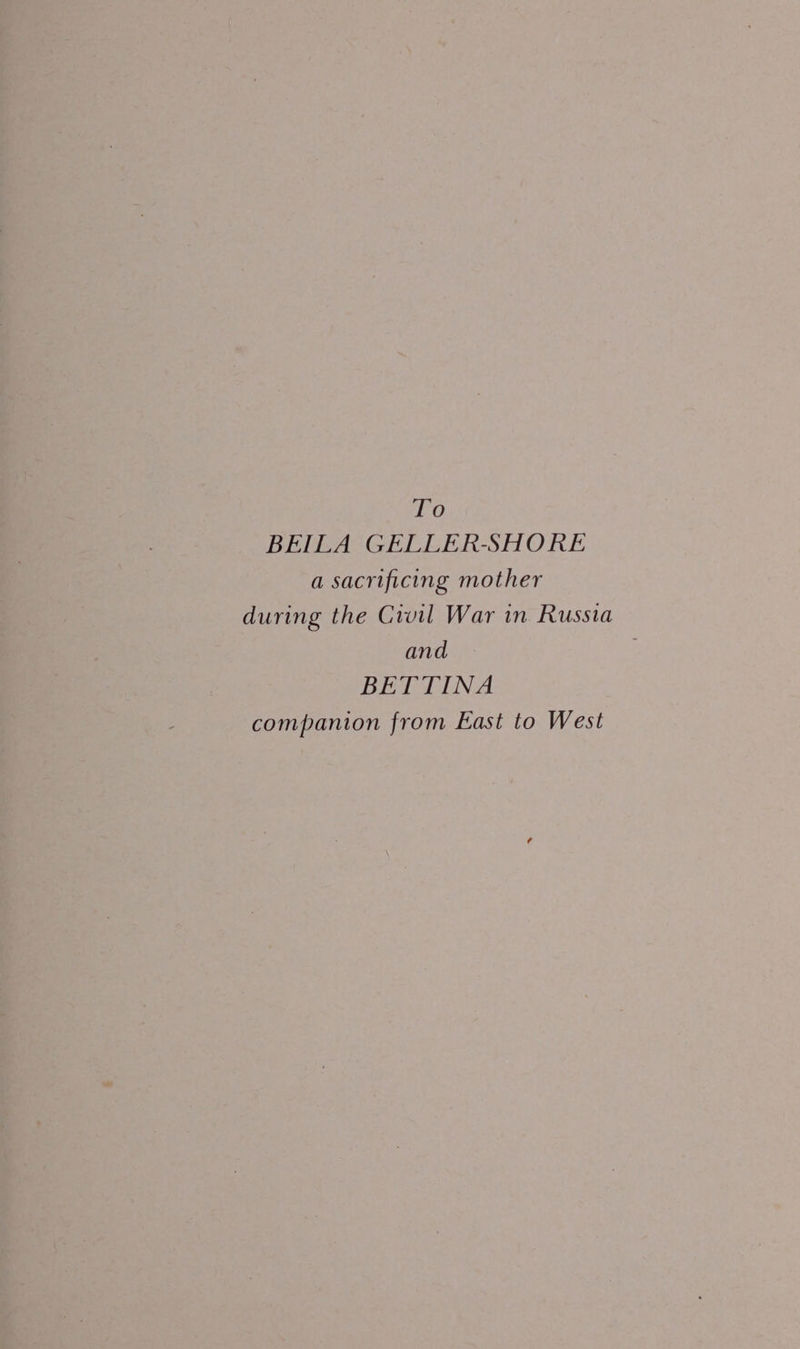 To
BEILA GELLER-SHORE
a sacrificing mother
during the Civil War in Russia
and
BETTINA
companion from East to West